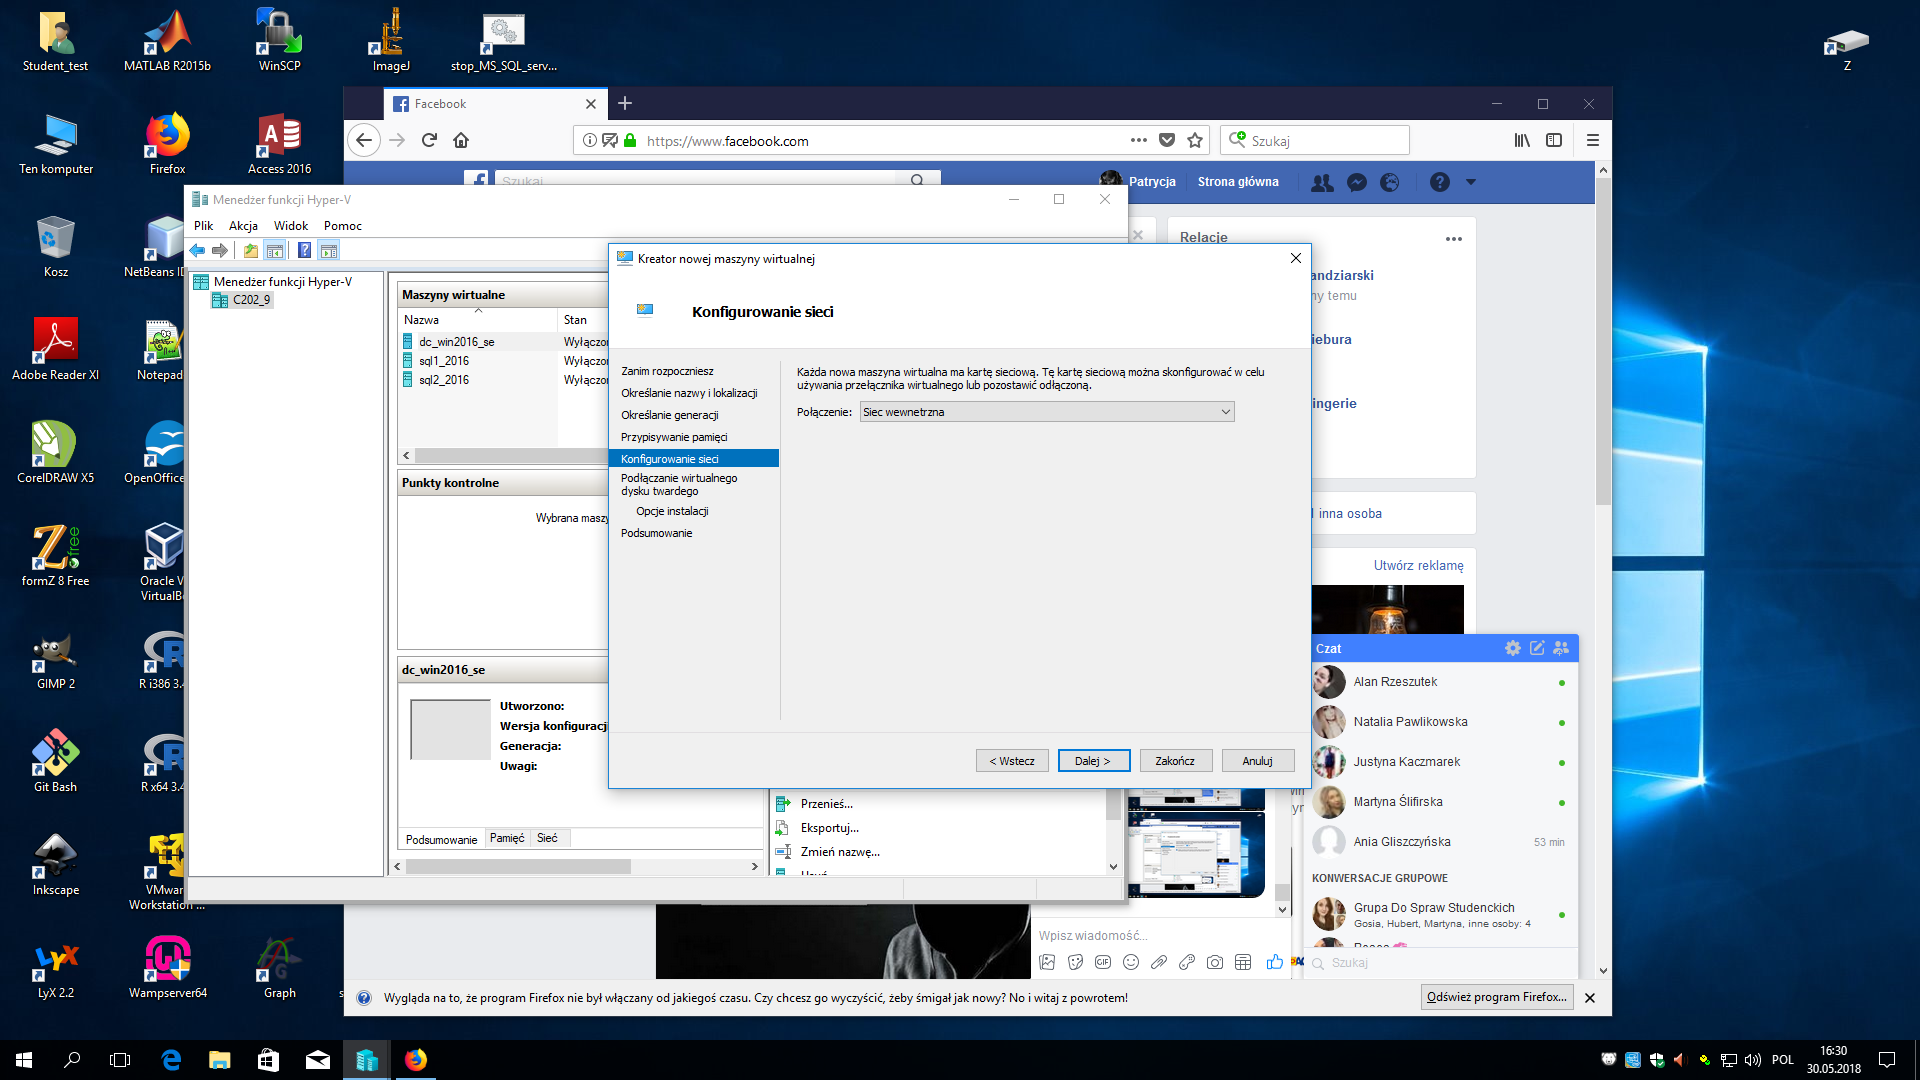 Student_test
MATLAB R2015b
WinSCP
ImageJ
stop_MS_SQL_serv...
Z
Ten komputer
Firefox
Access 2016
Kosz
NetBeans ID
Adobe Reader XI
Notepad
CorelDRAW X5
OpenOffice
formZ 8 Free
Oracle V
VirtualB
GIMP 2
R i386 3.4
Git Bash
R x64 3.4
Inkscape
VMwar
Workstation ...
LyX 2.2
Wampserver64
Graph
Facebook
https://www.facebook.com
Szukaj
Szukaj
Patrycja
Strona główna
Relacje
andziarski
ny temu
iebura
ingerie
inna osoba
Utwórz reklamę
Czat
Alan Rzeszutek
Natalia Pawlikowska
Justyna Kaczmarek
Martyna Ślifirska
Ania Gliszczyńska
53 min
KONWERSACJE GRUPOWE
Grupa Do Spraw Studenckich
Gosia, Hubert, Martyna, inne osoby: 4
Szukaj
Wpisz wiadomość...
GIF
Wygląda na to, że program Firefox nie był włączany od jakiegoś czasu. Czy chcesz go wyczyścić, żeby śmigał jak nowy? No i witaj z powrotem!
Odśwież program Firefox...
Menedżer funkcji Hyper-V
Plik
Akcja
Widok
Pomoc
Menedżer funkcji Hyper-V
C202_9
Maszyny wirtualne
Nazwa
Stan
dc_win2016_se
Wyłączor
sql1_2016
Wyłączor
sql2_2016
Wyłączor
Punkty kontrolne
Wybrana maszy
dc_win2016_se
Utworzono:
Wersja konfiguracj
Generacja:
Uwagi:
Podsumowanie
Pamięć
Sieć
Przenieś...
Eksportuj...
Zmień nazwę...
Kreator nowej maszyny wirtualnej
Konfigurowanie sieci
Zanim rozpoczniesz
Określanie nazwy i lokalizacji
Określanie generacji
Przypisywanie pamięci
Konfigurowanie sieci
Podłączanie wirtualnego
dysku twardego
Opcje instalacji
Podsumowanie
Każda nowa maszyna wirtualna ma kartę sieciową. Tę kartę sieciową można skonfigurować w celu
używania przełącznika wirtualnego lub pozostawić odłączoną.
Połączenie:
Siec wewnetrzna
< Wstecz
Dalej >
Zakończ
Anuluj
POL
16:30
30.05.2018